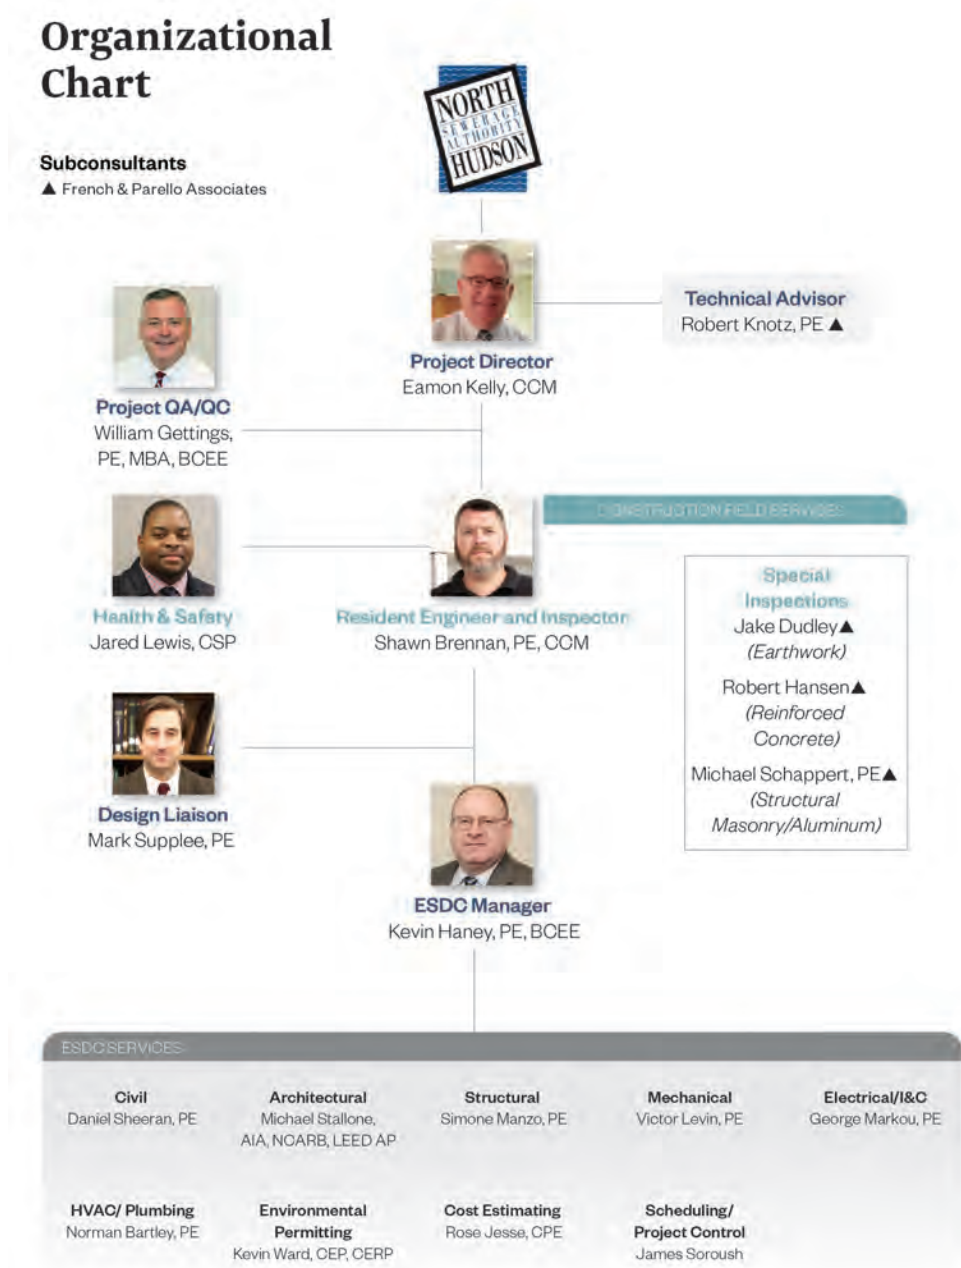 Organizational
Chart
NORTH
SEWERAGE
AUTHORITY
HUDSON
Subconsultants
▲ French & Parello Associates
Technical Advisor
Robert Knotz, PE ▲
Project Director
Eamon Kelly, CCM
Project QA/QC
William Gettings,
PE, MBA, BCEE
CONSTRUCTION FIELD SERVICES
Health & Safety
Jared Lewis, CSP
Resident Engineer and Inspector
Shawn Brennan, PE, CCM
Special
Inspections
Jake Dudley▲
(Earthwork)
Robert Hansen▲
(Reinforced
Concrete)
Michael Schappert, PE▲
(Structural
Masonry/Aluminum)
Design Liaison
Mark Supplee, PE
ESDC Manager
Kevin Haney, PE, BCEE
ESDC SERVICES
Civil
Daniel Sheeran, PE
Architectural
Michael Stallone,
AIA, NCARB, LEED AP
Structural
Simone Manzo, PE
Mechanical
Victor Levin, PE
Electrical/I&C
George Markou, PE
HVAC/ Plumbing
Norman Bartley, PE
Environmental
Permitting
Kevin Ward, CEP, CERP
Cost Estimating
Rose Jesse, CPE
Scheduling/
Project Control
James Soroush